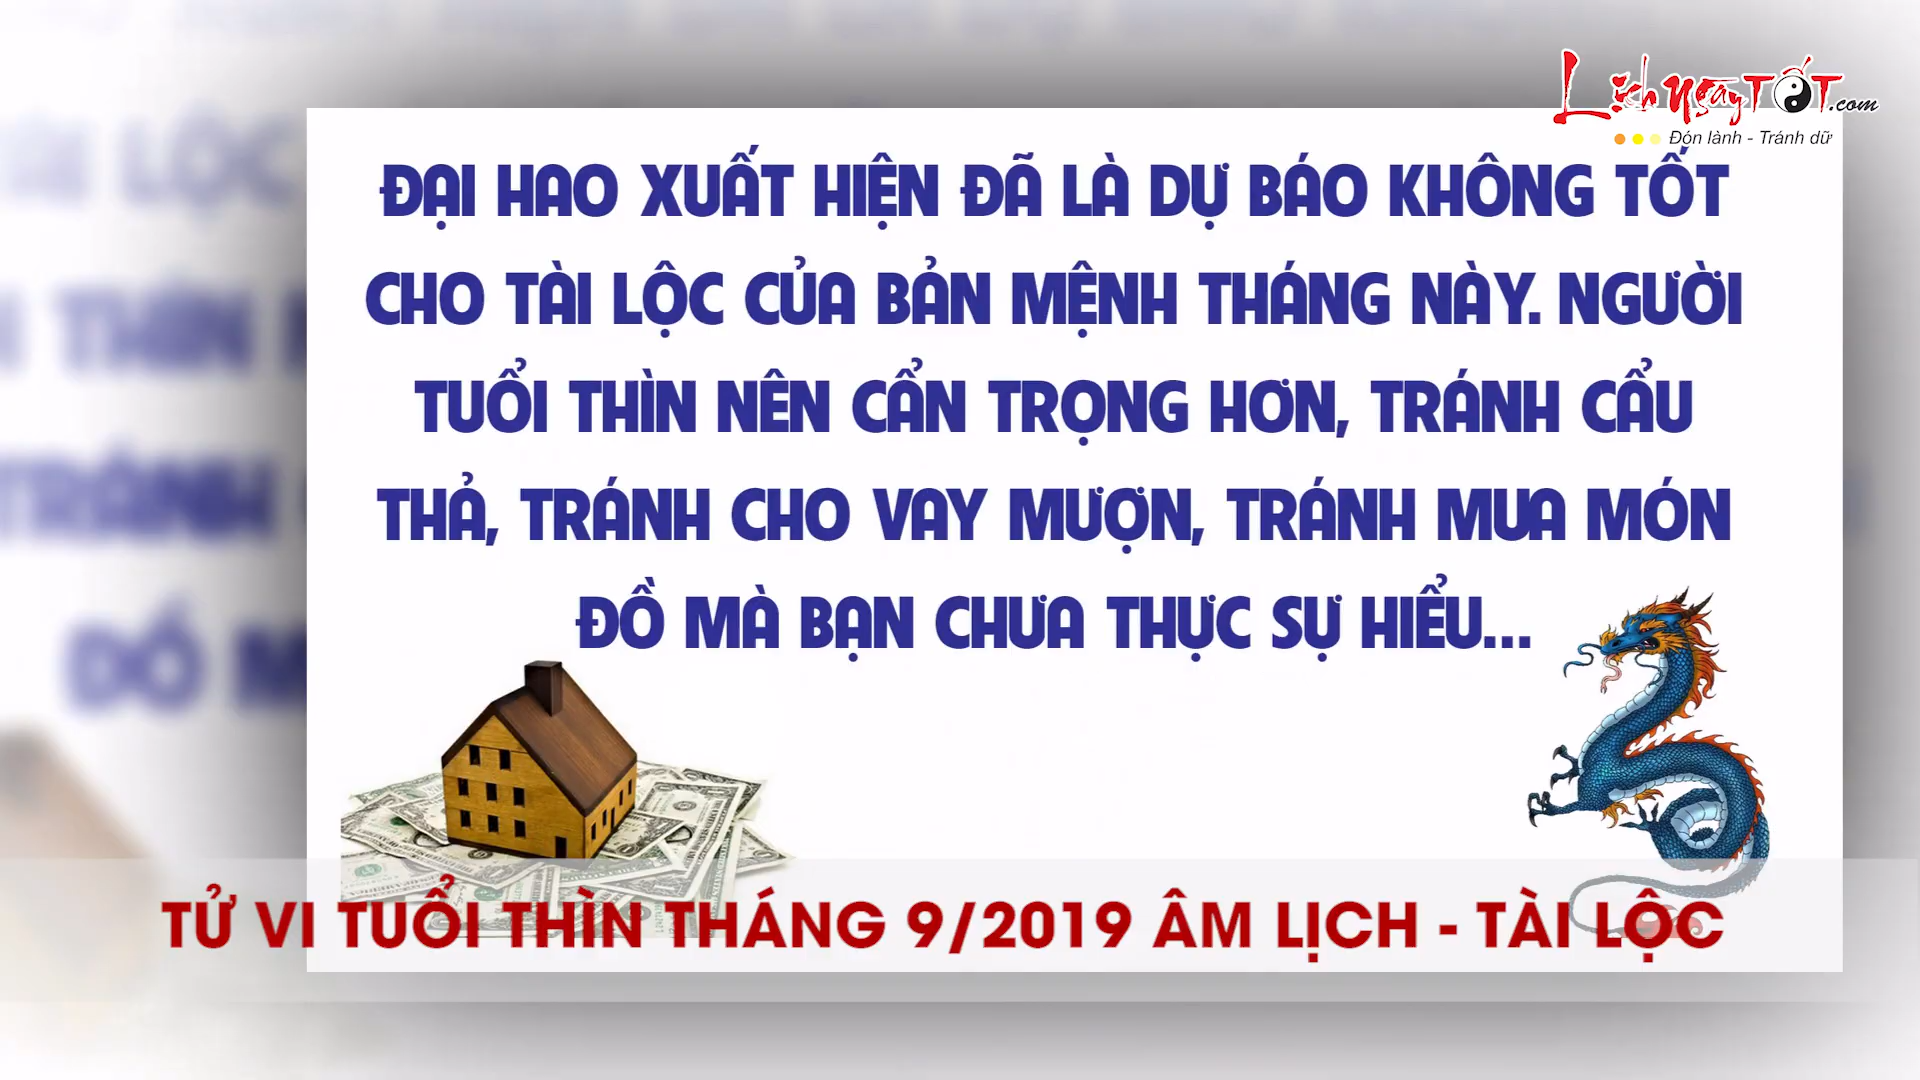 LịchNgàyTỐT.com
Đón lành - Tránh dữ
ĐẠI HAO XUẤT HIỆN ĐÃ LÀ DỰ BÁO KHÔNG TỐT
CHO TÀI LỘC CỦA BẢN MỆNH THÁNG NÀY. NGƯỜI
TUỔI THÌN NÊN CẨN TRỌNG HƠN, TRÁNH CẨU
THẢ, TRÁNH CHO VAY MƯỢN, TRÁNH MUA MÓN
ĐỒ MÀ BẠN CHƯA THỰC SỰ HIỂU...
TỬ VI TUỔI THÌN THÁNG 9/2019 ÂM LỊCH - TÀI LỘC